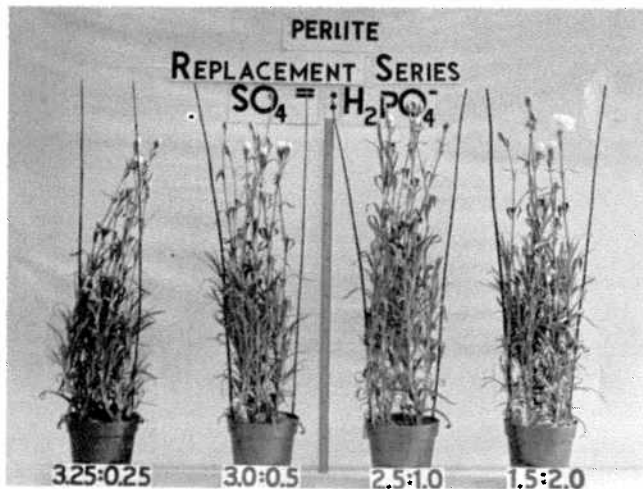 PERLITE
REPLACEMENT SERIES
SO₄⁼ : H₂PO₄⁻
3.25:0.25 3.0:0.5 2.5:1.0 1.5:2.0